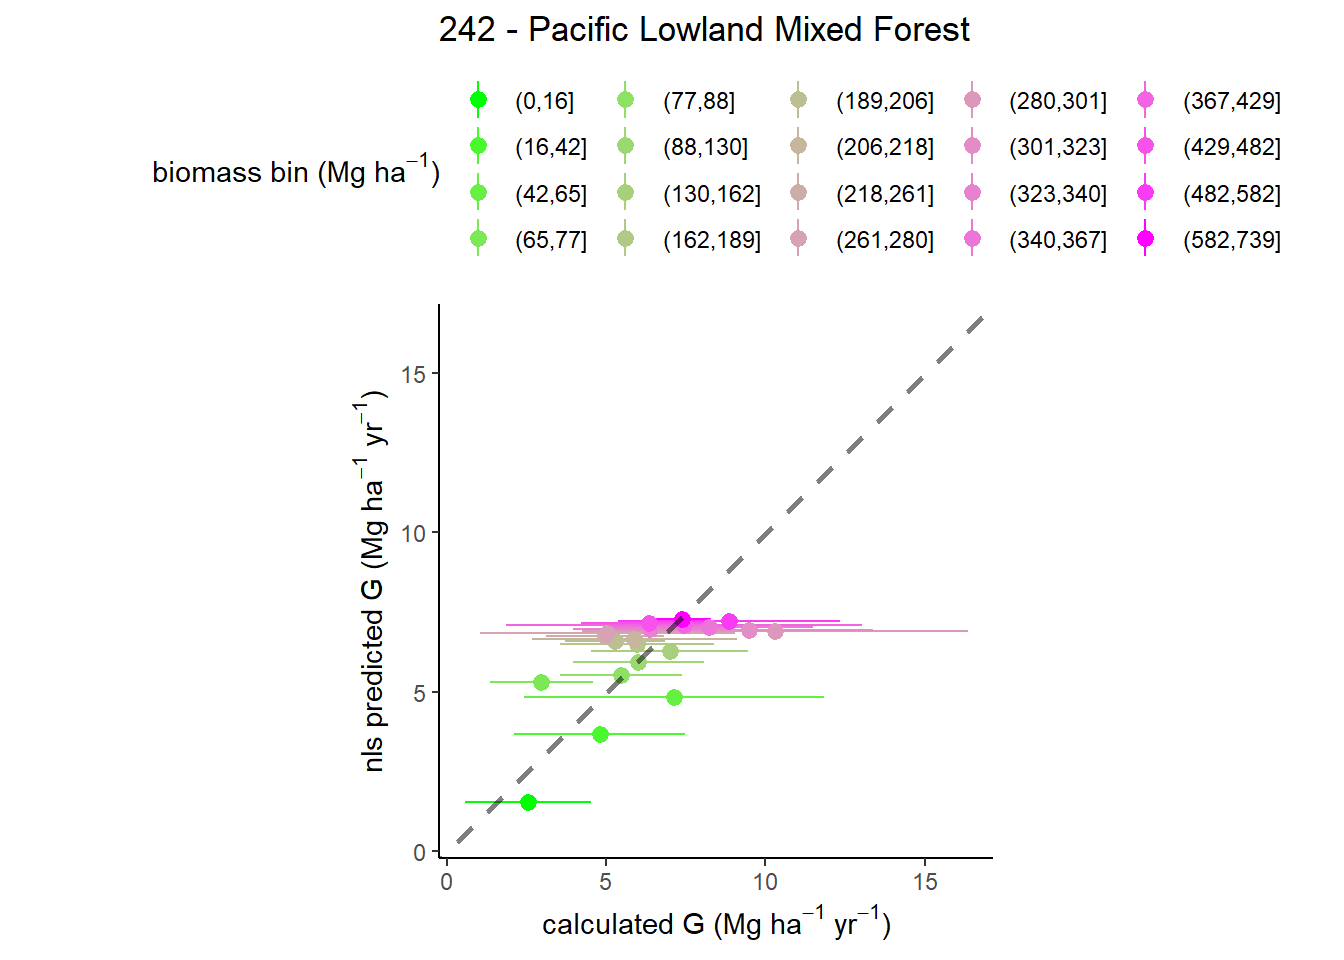 242 - Pacific Lowland Mixed Forest
biomass bin (Mg ha⁻¹)
(0,16] (77,88] (189,206] (280,301] (367,429]
(16,42] (88,130] (206,218] (301,323] (429,482]
(42,65] (130,162] (218,261] (323,340] (482,582]
(65,77] (162,189] (261,280] (340,367] (582,739]
nls predicted G (Mg ha⁻¹ yr⁻¹)
15
10
5
0
0 5 10 15
calculated G (Mg ha⁻¹ yr⁻¹)